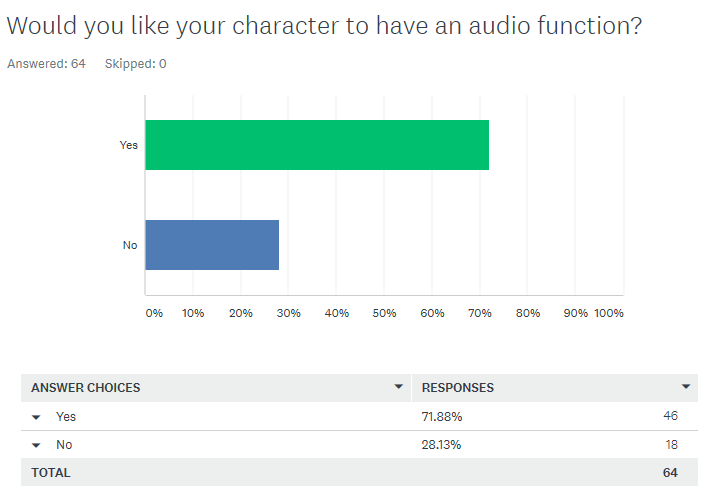 Would you like your character to have an audio function?
Answered: 64 Skipped: 0
Yes
No
0% 10% 20% 30% 40% 50% 60% 70% 80% 90% 100%
ANSWER CHOICES RESPONSES
Yes 71.88% 46
No 28.13% 18
TOTAL 64